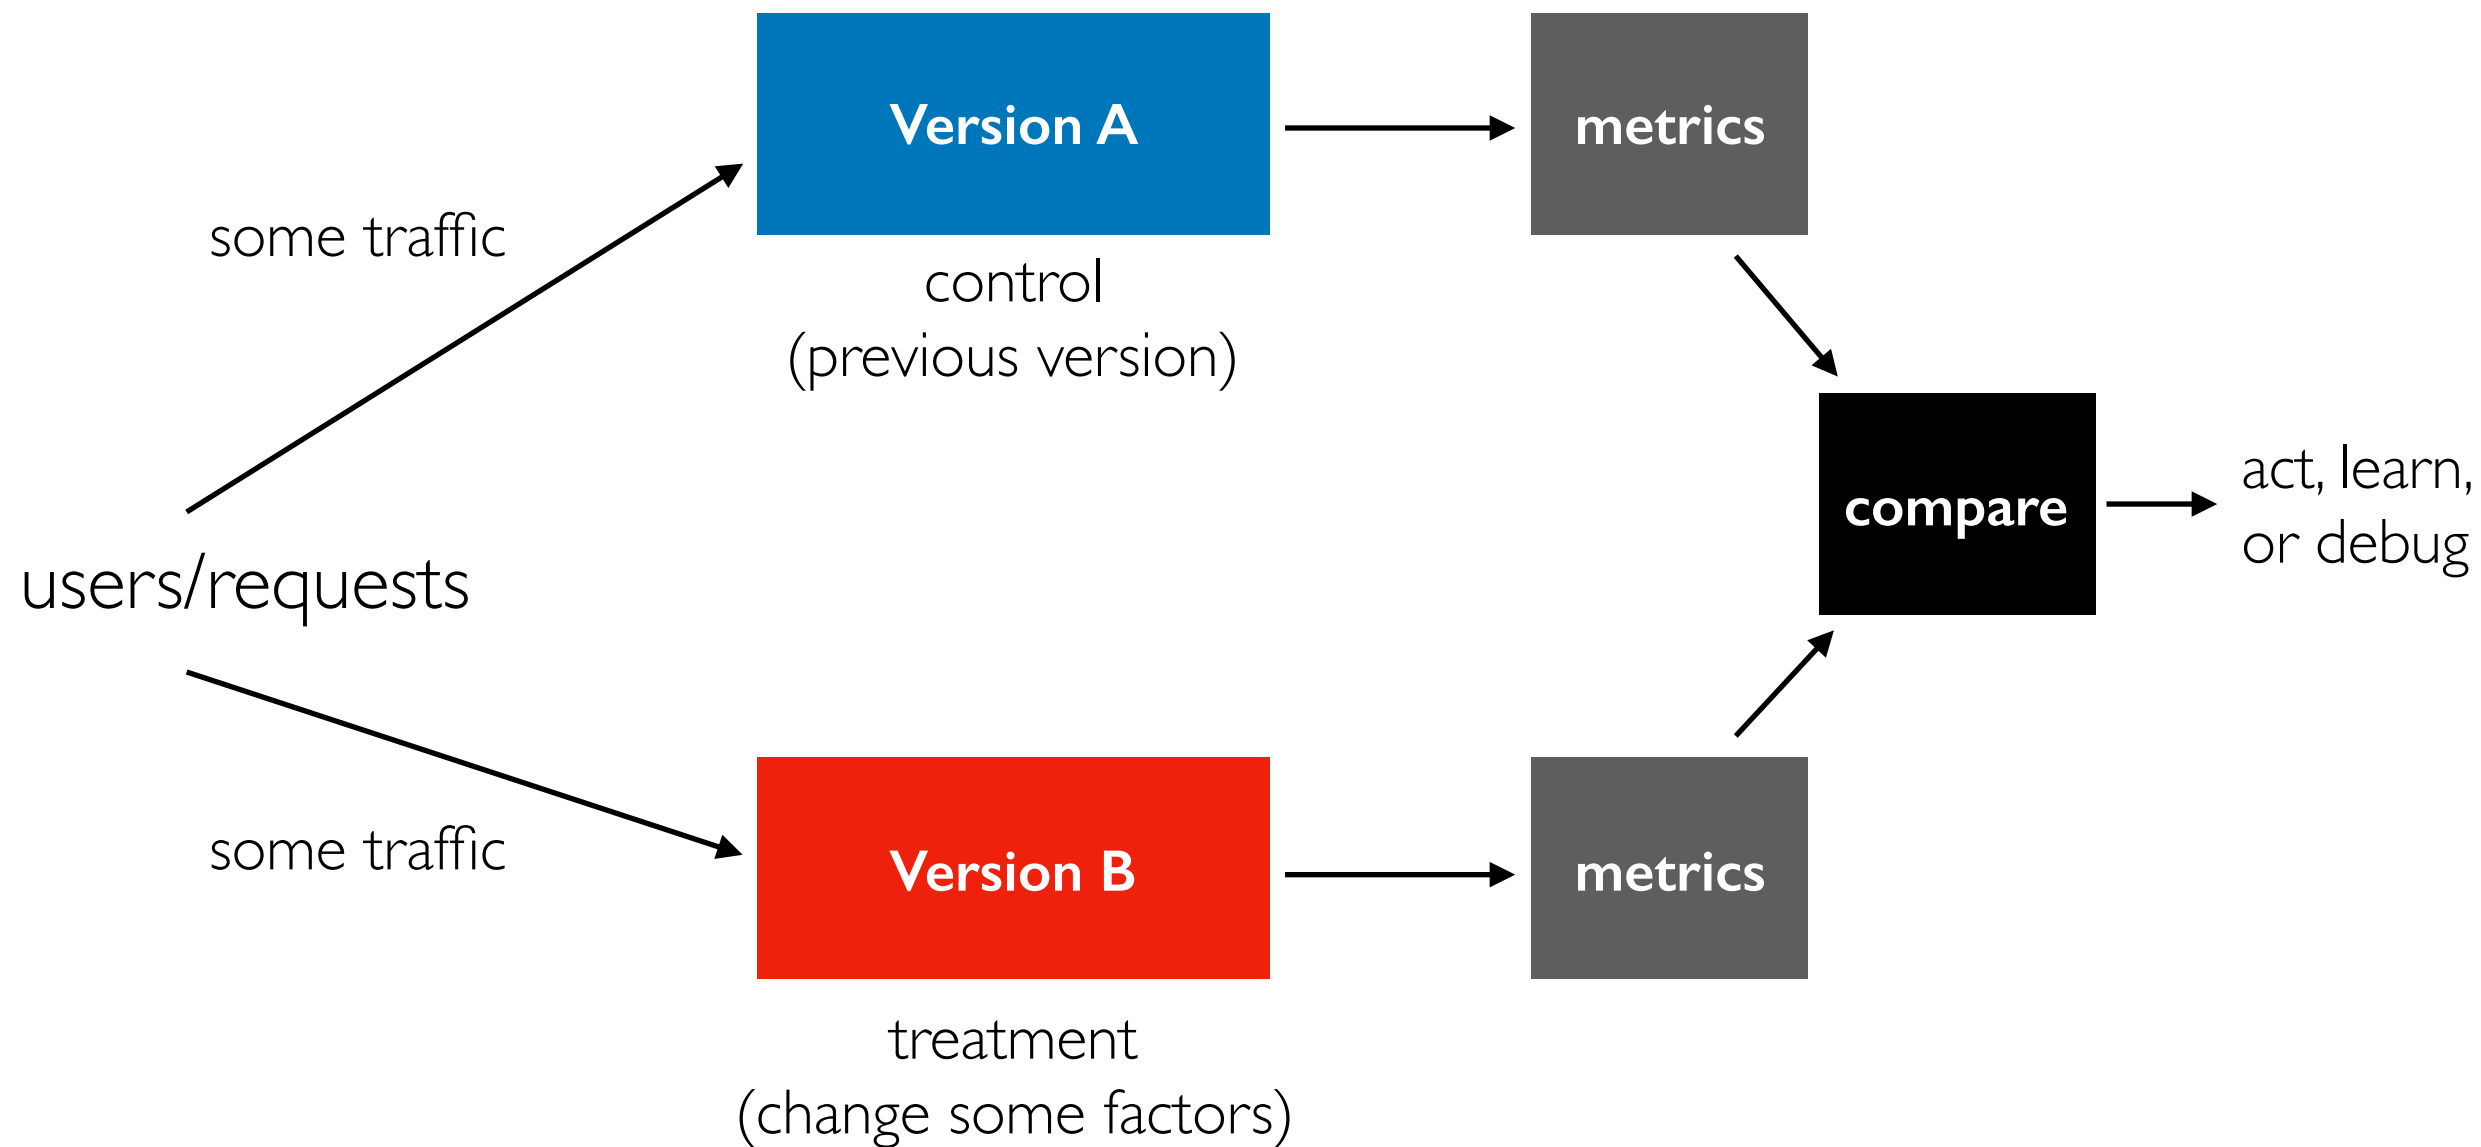 Version A
metrics
some traffic
control
(previous version)
users/requests
compare
act, learn,
or debug
some traffic
Version B
metrics
treatment
(change some factors)